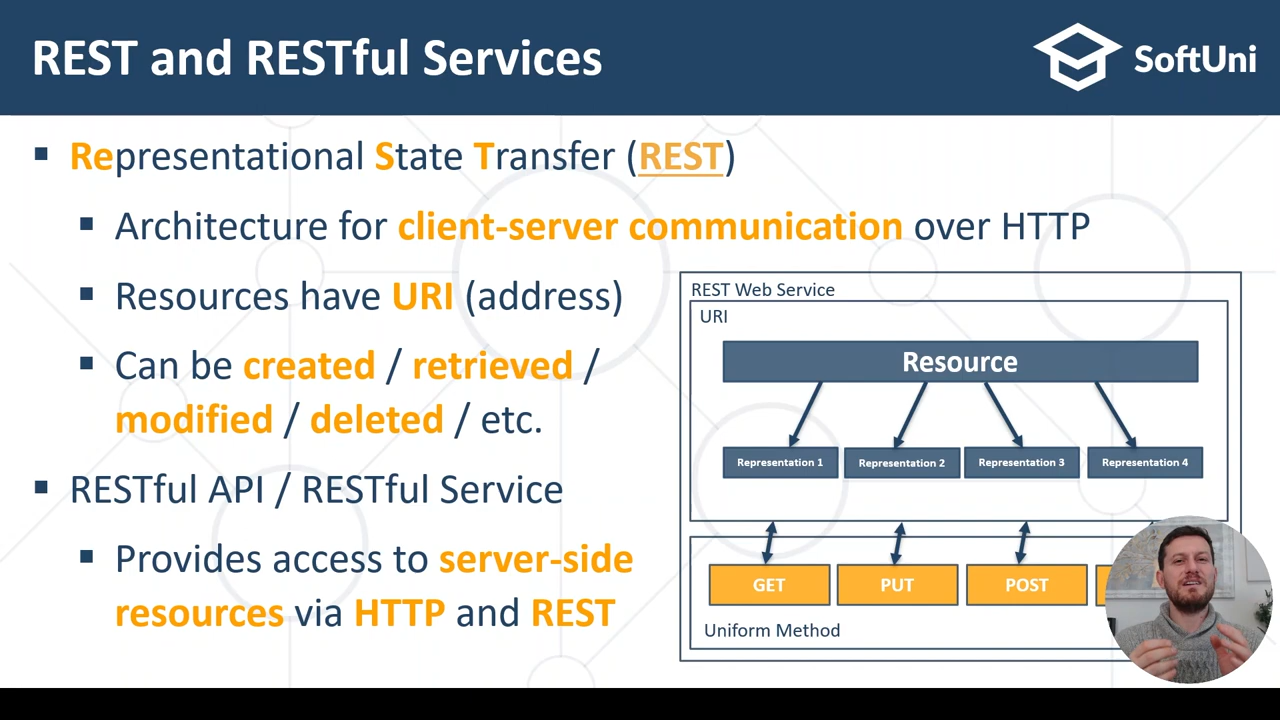 REST and RESTful Services
SoftUni
▪ Representational State Transfer (REST)
▪ Architecture for client-server communication over HTTP
▪ Resources have URI (address)
▪ Can be created / retrieved /
modified / deleted / etc.
▪ RESTful API / RESTful Service
▪ Provides access to server-side
resources via HTTP and REST
REST Web Service
URI
Resource
Representation 1
Representation 2
Representation 3
Representation 4
GET
PUT
POST
Uniform Method